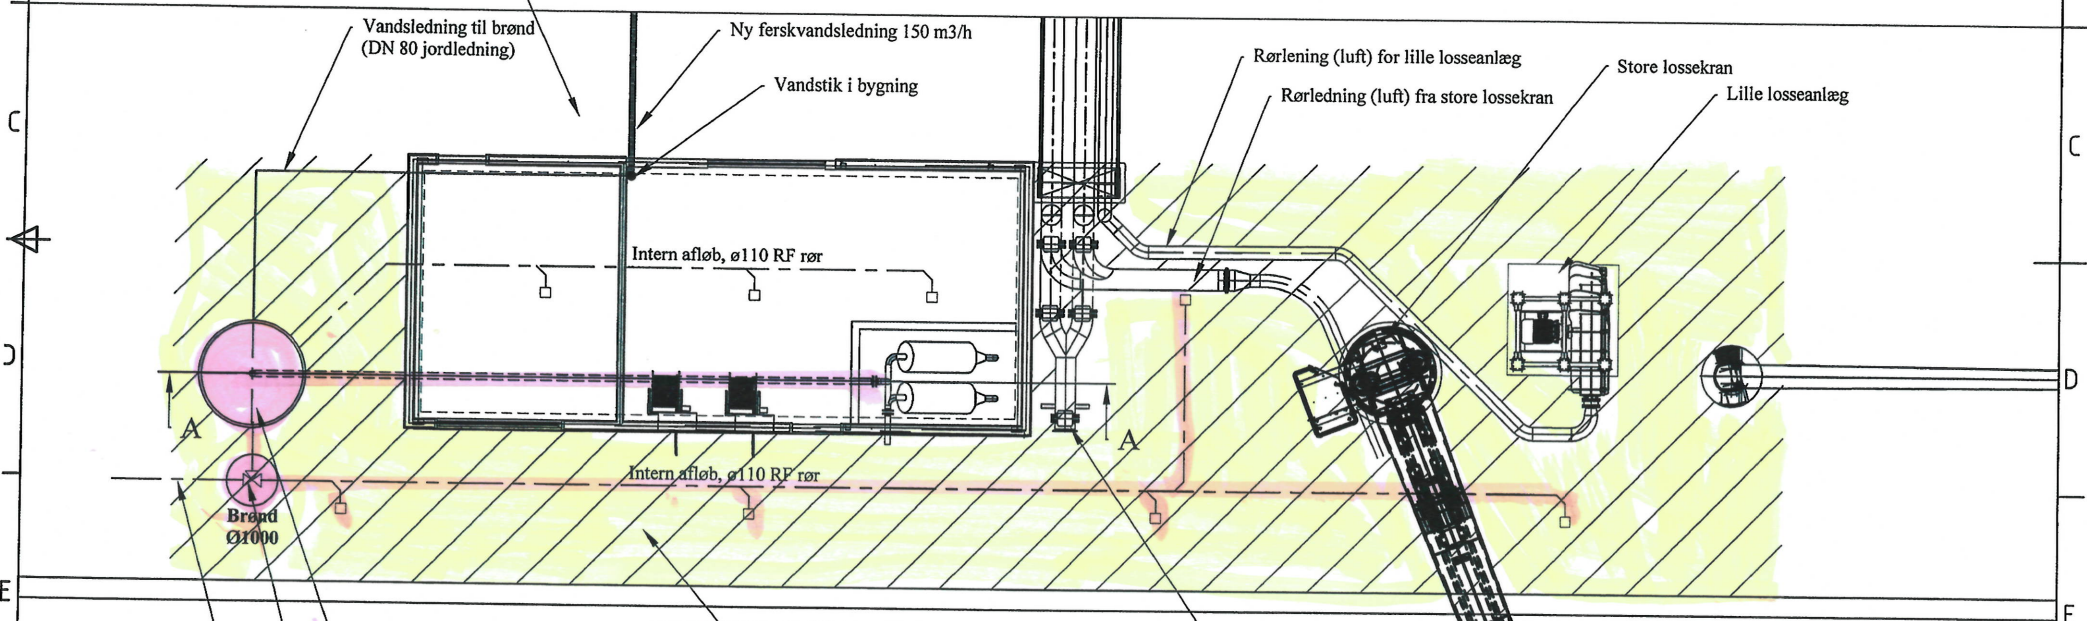 Vandsledning til brønd
(DN 80 jordledning)
Ny ferskvandsledning 150 m3/h
Vandstik i bygning
Rørlening (luft) for lille losseanlæg
Rørledning (luft) fra store lossekran
Store lossekran
Lille losseanlæg
C
C
Intern afløb, ø110 RF rør
D
D
A
A
Intern afløb, ø110 RF rør
Brønd
Ø1000
E